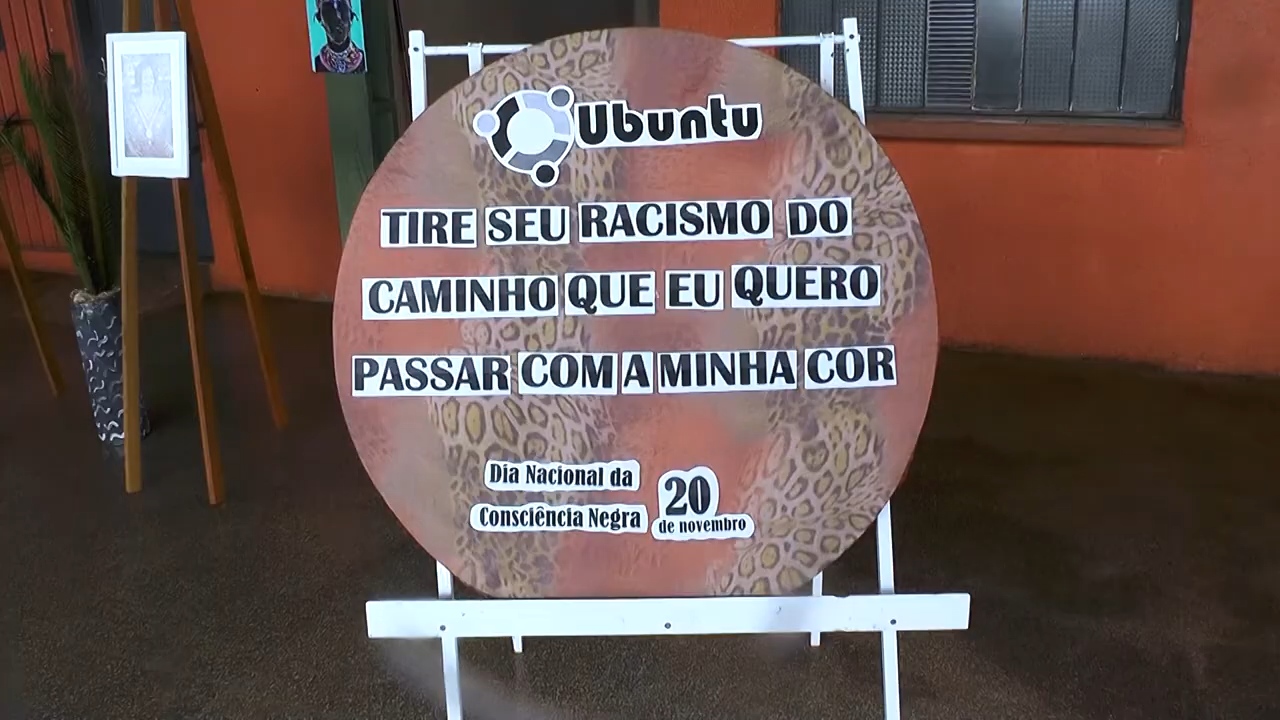 Ubuntu
TIRE SEU RACISMO DO
CAMINHO QUE EU QUERO
PASSAR COM A MINHA COR
Dia Nacional da
Consciência Negra
20
de novembro